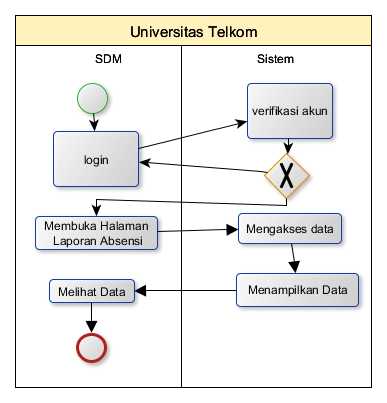 Universitas Telkom
SDM
Sistem
verifikasi akun
login
X
Membuka Halaman
Laporan Absensi
Mengakses data
Melihat Data
Menampilkan Data